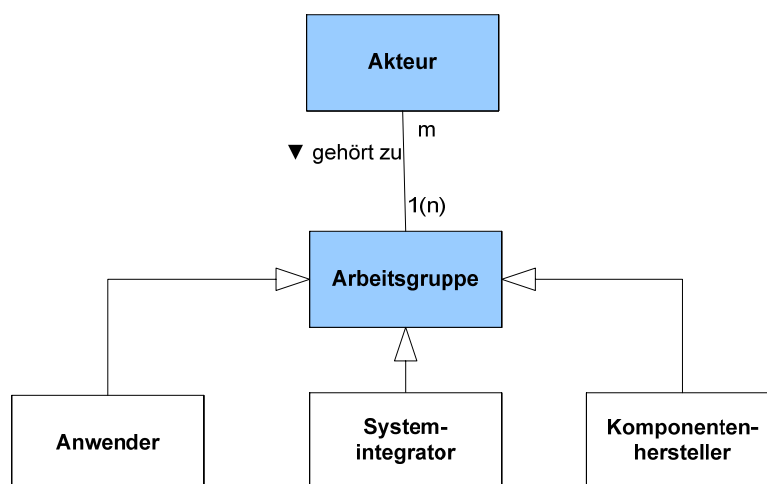 Akteur
m
▼ gehört zu
1(n)
Arbeitsgruppe
Anwender
System-
integrator
Komponenten-
hersteller